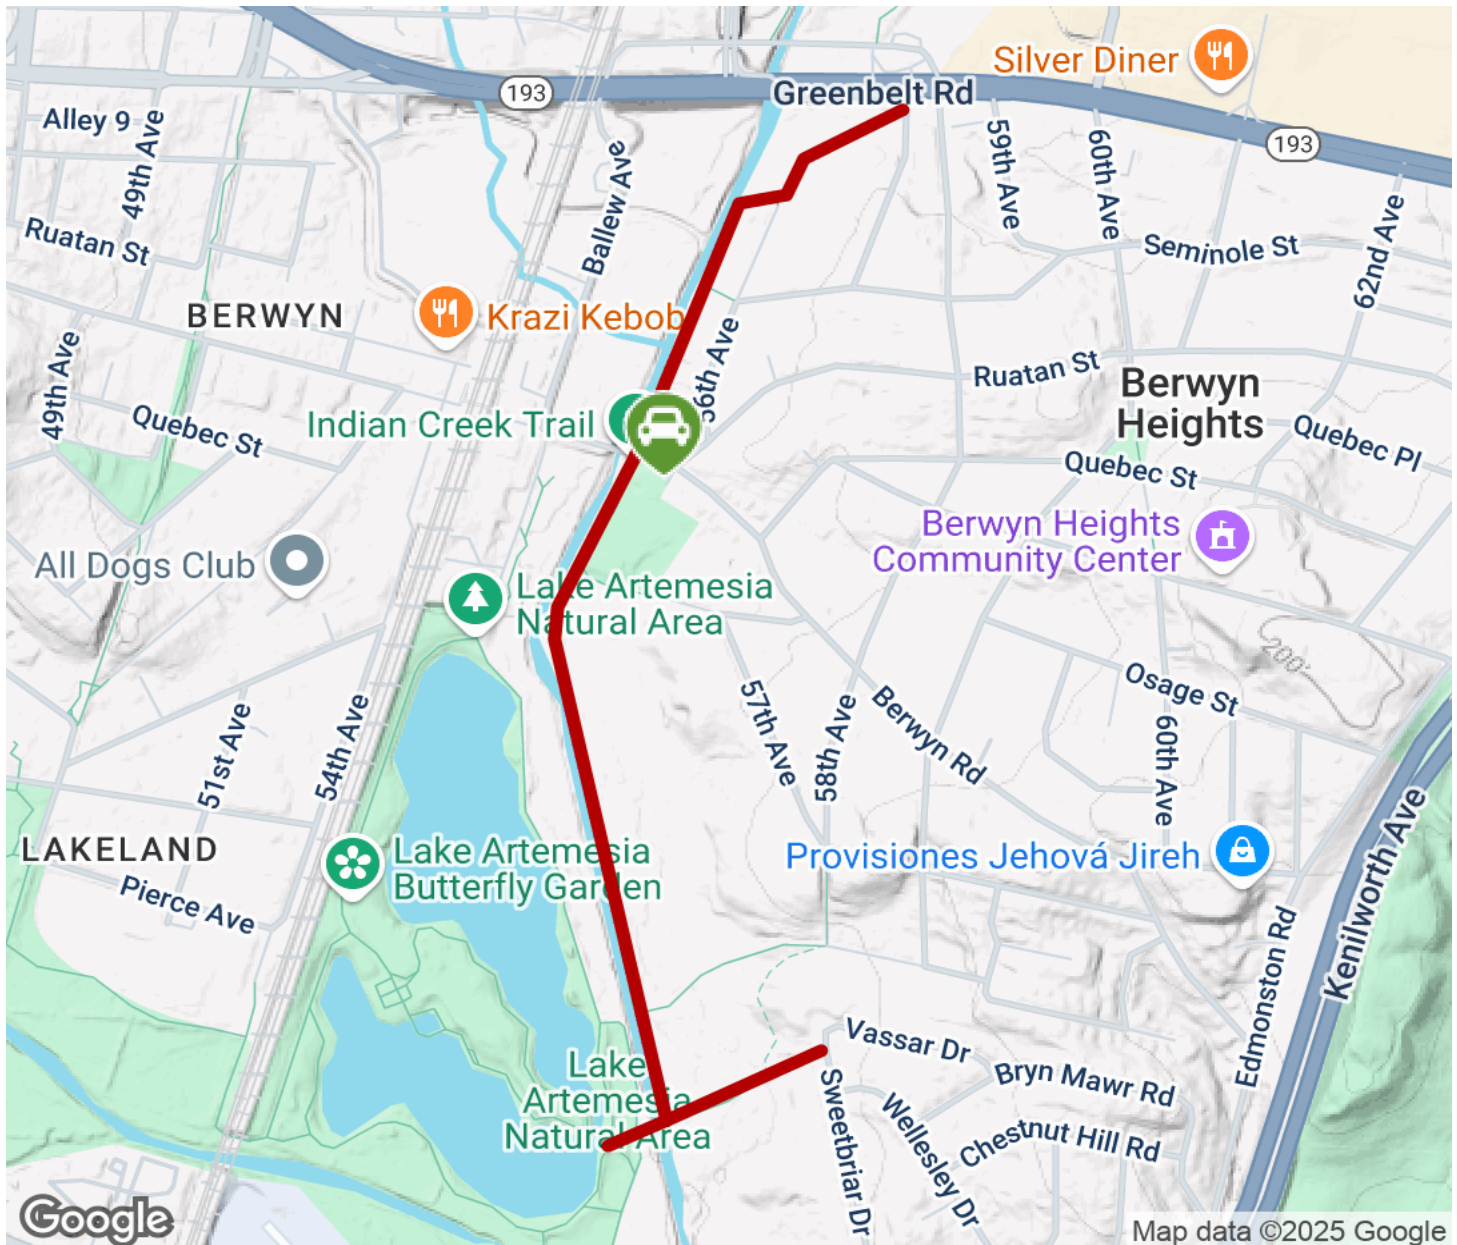 Silver Diner
193
Greenbelt Rd
Alley 9
49th Ave
193
59th Ave
60th Ave
Ballew Ave
62nd Ave
Ruatan St
Seminole St
BERWYN
Krazi Kebob
56th Ave
49th Ave
Ruatan St
Berwyn
Heights
Quebec St
Indian Creek Trail
Quebec Pl
Quebec St
Berwyn Heights
Community Center
All Dogs Club
Lake Artemesia
Natural Area
200'
Osage St
57th Ave
58th Ave
Berwyn Rd
60th Ave
51st Ave
54th Ave
Kenilworth Ave
LAKELAND
Lake Artemesia
Butterfly Garden
Provisiones Jehová Jireh
Pierce Ave
Edmonston Rd
Vassar Dr
Lake
Artemesia
Natural Area
Bryn Mawr Rd
Sweetbriar Dr
Wellesley Dr
Chestnut Hill Rd
Google
Map data ©2025 Google